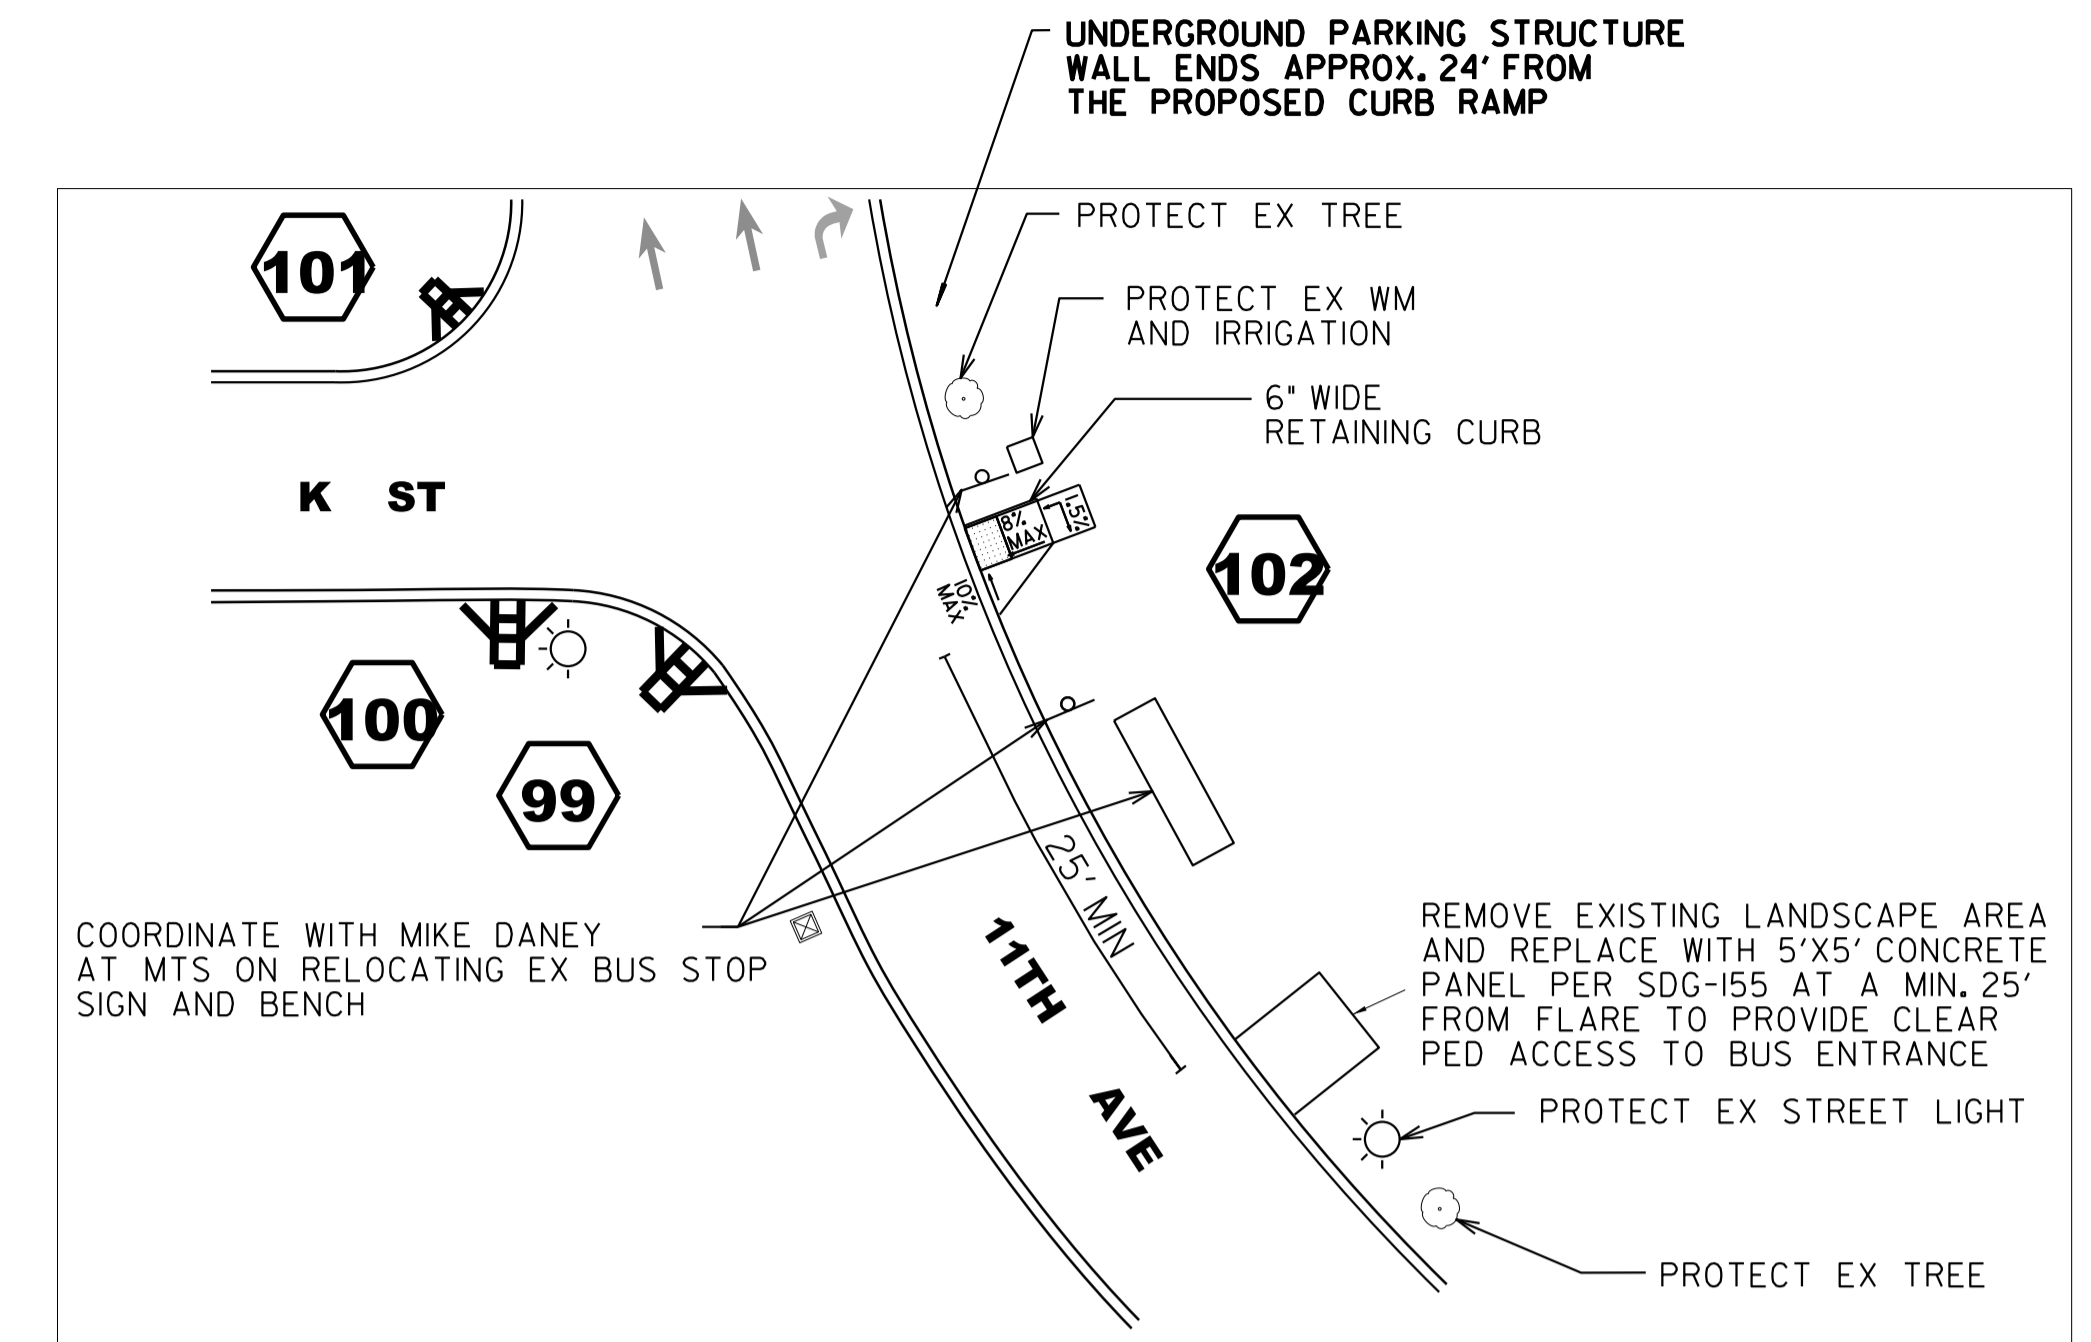 UNDERGROUND PARKING STRUCTURE
WALL ENDS APPROX. 24' FROM
THE PROPOSED CURB RAMP
PROTECT EX TREE
101
PROTECT EX WM
AND IRRIGATION
6" WIDE
RETAINING CURB
K ST
8%
MAX
1.5%
102
10%
MAX
100
99
25' MIN
COORDINATE WITH MIKE DANEY
AT MTS ON RELOCATING EX BUS STOP
SIGN AND BENCH
11TH AVE
REMOVE EXISTING LANDSCAPE AREA
AND REPLACE WITH 5'X5' CONCRETE
PANEL PER SDG-155 AT A MIN. 25'
FROM FLARE TO PROVIDE CLEAR
PED ACCESS TO BUS ENTRANCE
PROTECT EX STREET LIGHT
PROTECT EX TREE